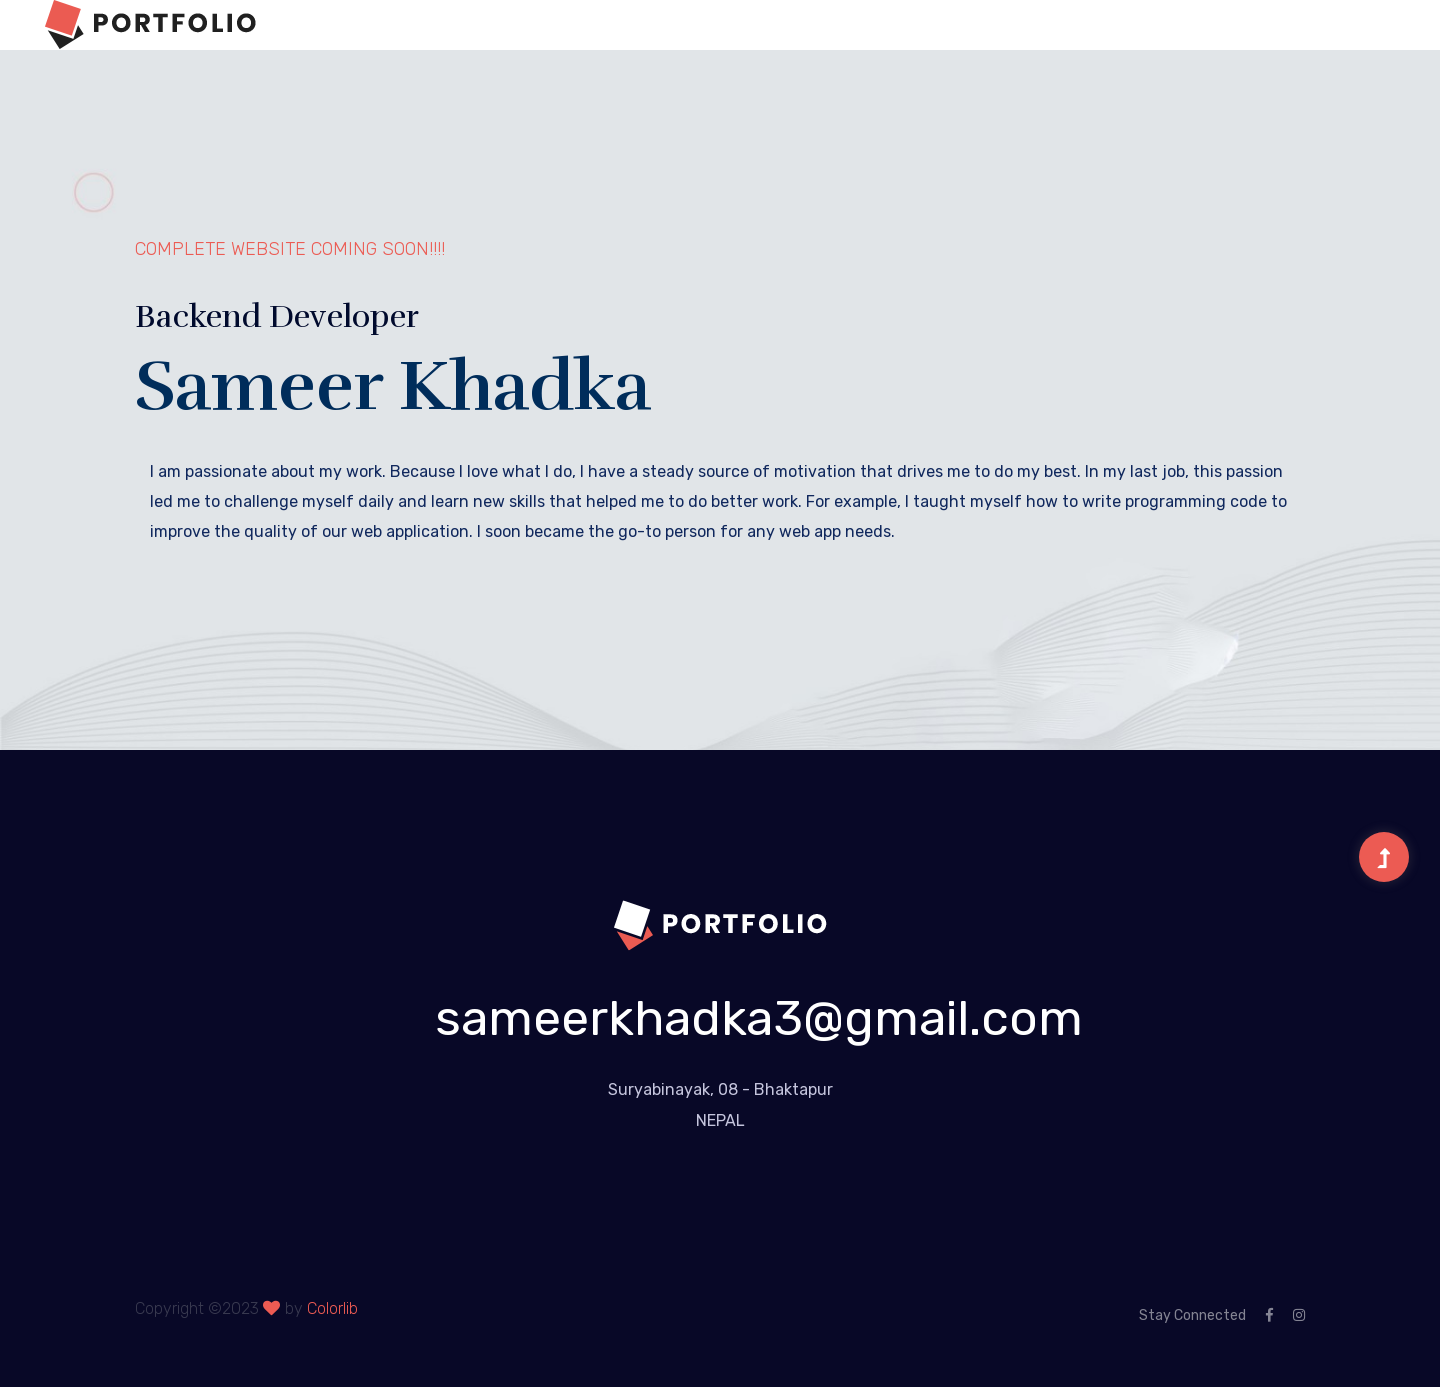 PORTFOLIO
COMPLETE WEBSITE COMING SOON!!!!
Backend Developer
Sameer Khadka
I am passionate about my work. Because I love what I do, I have a steady source of motivation that drives me to do my best. In my last job, this passion
led me to challenge myself daily and learn new skills that helped me to do better work. For example, I taught myself how to write programming code to
improve the quality of our web application. I soon became the go-to person for any web app needs.
PORTFOLIO
sameerkhadka3@gmail.com
Suryabinayak, 08 - Bhaktapur
NEPAL
Copyright ©2023 ♥ by Colorlib
Stay Connected